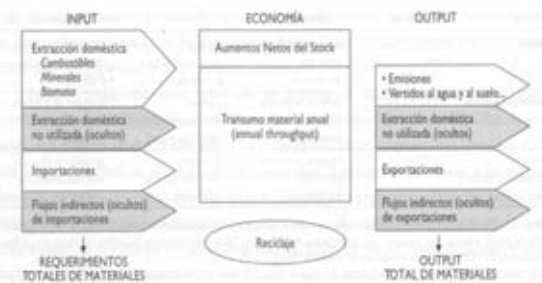 INPUT
ECONOMÍA
OUTPUT
Extracción doméstica
Combustibles
Minerales
Biomasa
Extracción doméstica
no utilizada (ocultos)
Importaciones
Flujos indirectos (ocultos)
de importaciones
REQUERIMIENTOS
TOTALES DE MATERIALES
Aumentos Netos del Stock
Transumo material anual
(annual throughput)
Reciclaje
• Emisiones
• Vertidos al agua y al suelo...
Extracción doméstica
no utilizada (ocultos)
Exportaciones
Flujos indirectos (ocultos)
de exportaciones
OUTPUT
TOTAL DE MATERIALES